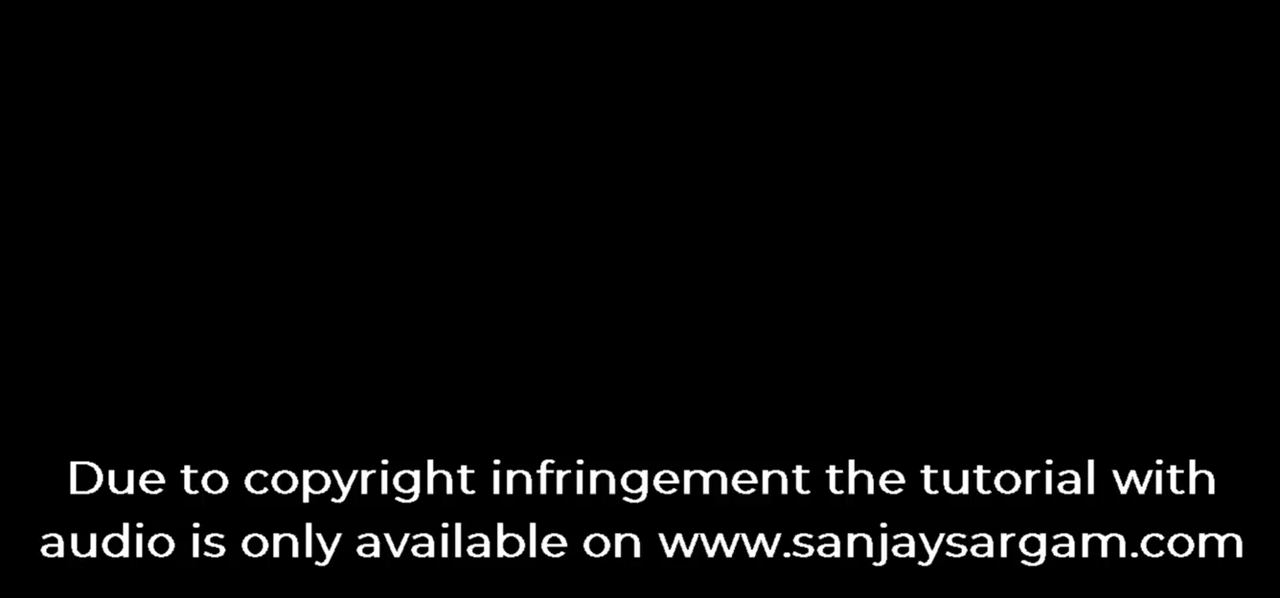 Due to copyright infringement the tutorial with
audio is only available on www.sanjaysargam.com